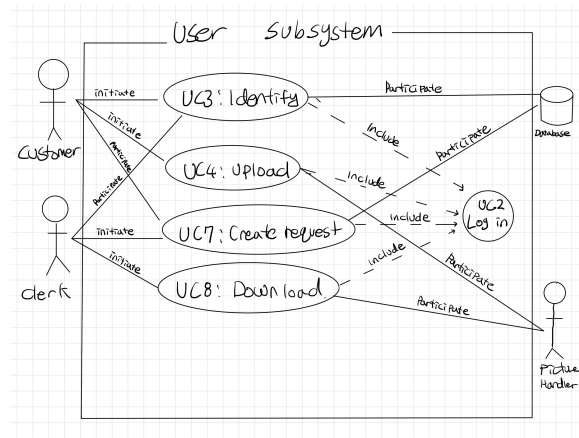 User Subsystem
initiate
UC3: Identify
Participate
Include
Customer
Database
initiate
UC4: Upload
Include
Participate
Participate
Participate
UC2
Log in
initiate
UC7: Create request
include
Clerk
initiate
UC8: Download
include
Participate
Participate
Picture
Handler